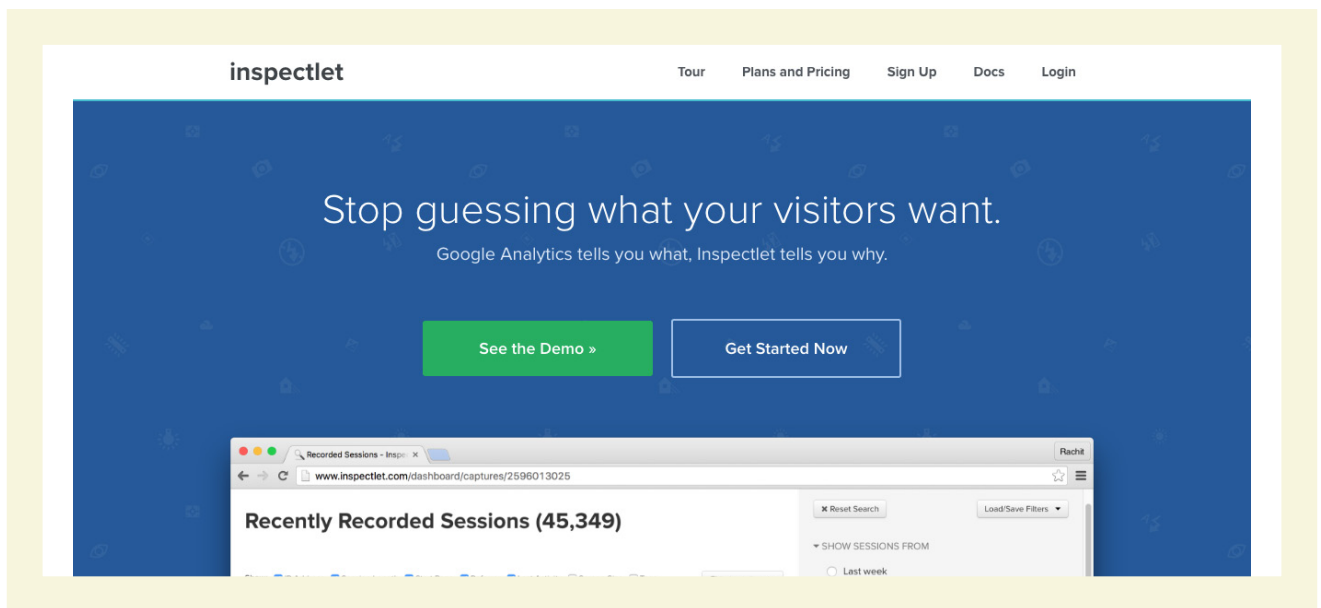 inspectlet
Tour Plans and Pricing Sign Up Docs Login
Stop guessing what your visitors want.
Google Analytics tells you what, Inspectlet tells you why.
See the Demo »
Get Started Now
Recorded Sessions - Inspe
Rachit
www.inspectlet.com/dashboard/captures/2596013025
Recently Recorded Sessions (45,349)
✖ Reset Search
Load/Save Filters
SHOW SESSIONS FROM
Last week